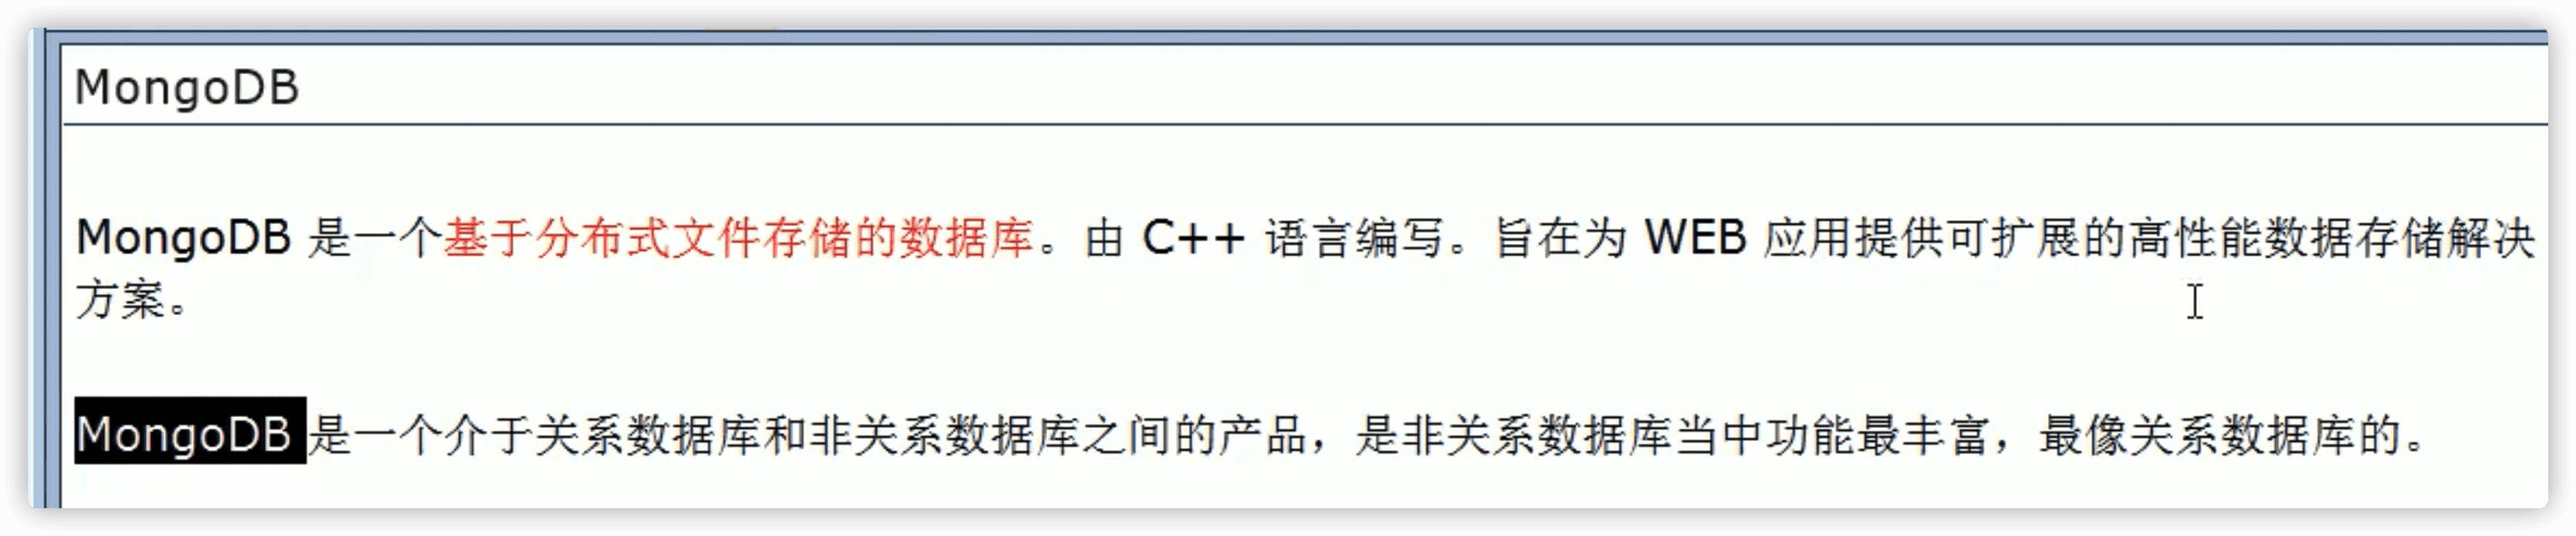 MongoDB
MongoDB 是一个基于分布式文件存储的数据库。由 C++ 语言编写。旨在为 WEB 应用提供可扩展的高性能数据存储解决
方案。
MongoDB 是一个介于关系数据库和非关系数据库之间的产品，是非关系数据库当中功能最丰富，最像关系数据库的。